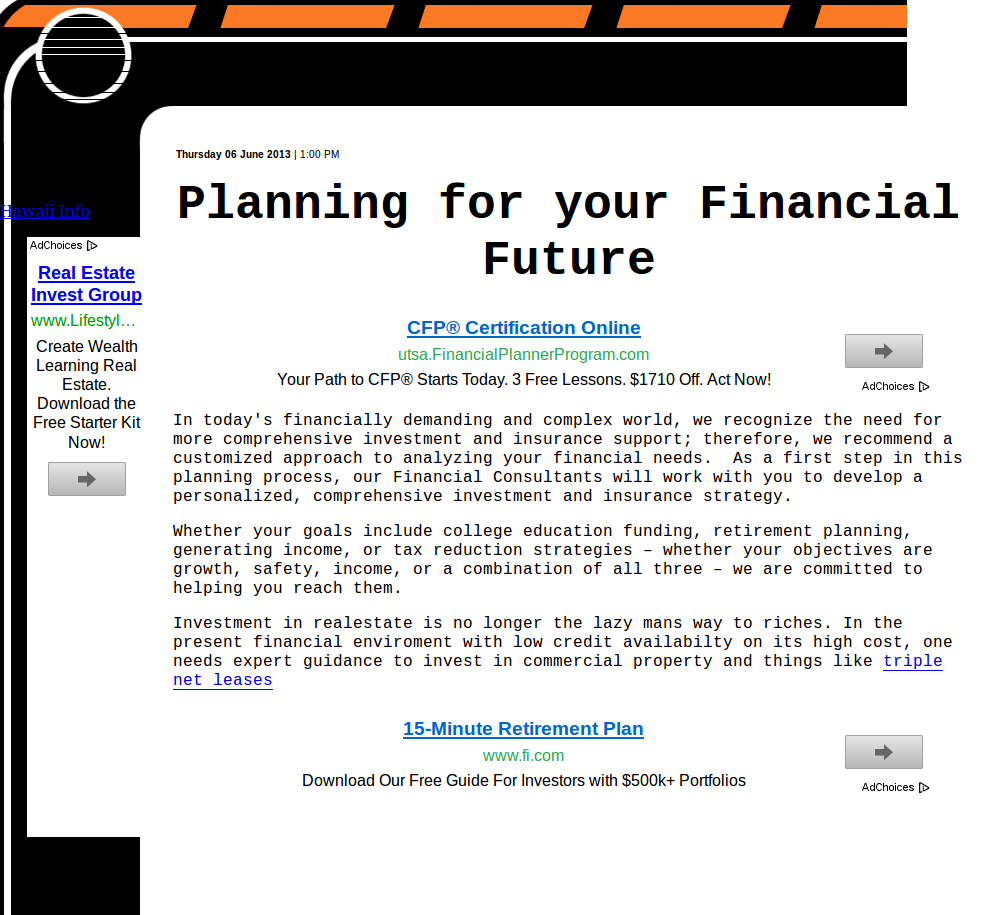 Thursday 06 June 2013 | 1:00 PM
Planning for your Financial
Future
Hawaii Info
AdChoices
Real Estate
Invest Group
www.Lifestyl…
Create Wealth
Learning Real
Estate.
Download the
Free Starter Kit
Now!
CFP® Certification Online
utsa.FinancialPlannerProgram.com
Your Path to CFP® Starts Today. 3 Free Lessons. $1710 Off. Act Now!
AdChoices
In today's financially demanding and complex world, we recognize the need for
more comprehensive investment and insurance support; therefore, we recommend a
customized approach to analyzing your financial needs.  As a first step in this
planning process, our Financial Consultants will work with you to develop a
personalized, comprehensive investment and insurance strategy.
Whether your goals include college education funding, retirement planning,
generating income, or tax reduction strategies – whether your objectives are
growth, safety, income, or a combination of all three – we are committed to
helping you reach them.
Investment in realestate is no longer the lazy mans way to riches. In the
present financial enviroment with low credit availabilty on its high cost, one
needs expert guidance to invest in commercial property and things like triple
net leases
15-Minute Retirement Plan
www.fi.com
Download Our Free Guide For Investors with $500k+ Portfolios
AdChoices